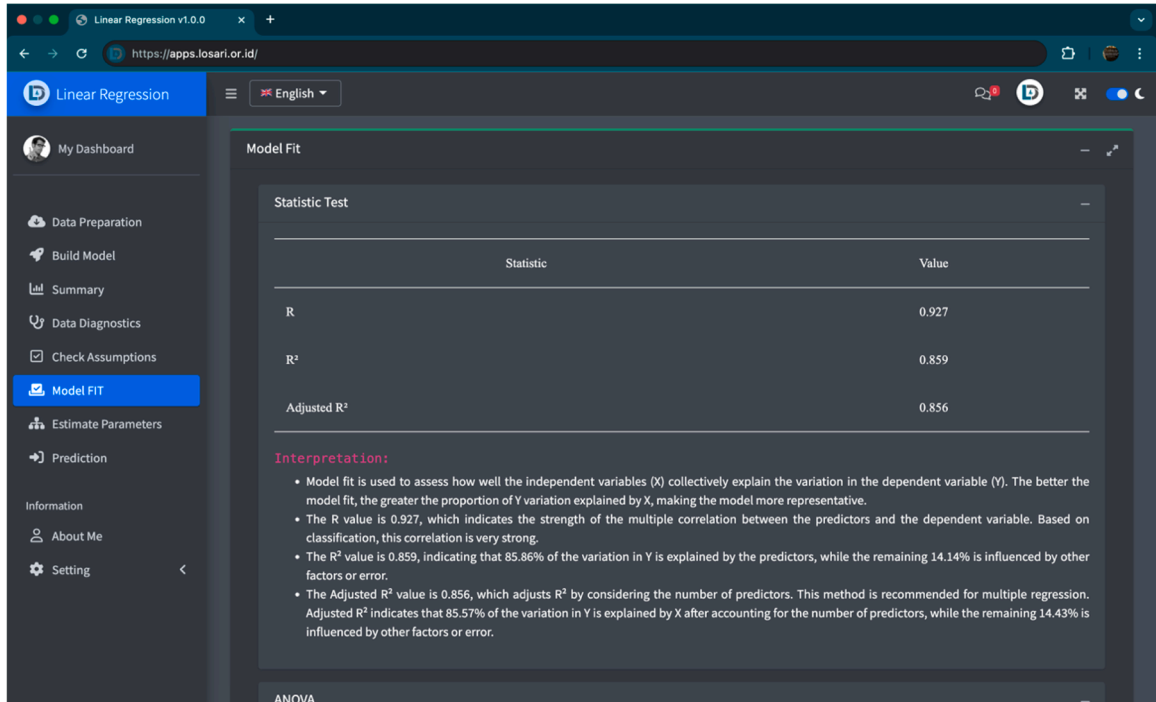 Linear Regression v1.0.0
https://apps.losari.or.id/
Linear Regression
English
0
My Dashboard
Data Preparation
Build Model
Summary
Data Diagnostics
Check Assumptions
Model FIT
Estimate Parameters
Prediction
Information
About Me
Setting
Model Fit
Statistic Test
Statistic Value
R 0.927
R² 0.859
Adjusted R² 0.856
Interpretation:
• Model fit is used to assess how well the independent variables (X) collectively explain the variation in the dependent variable (Y). The better the
model fit, the greater the proportion of Y variation explained by X, making the model more representative.
• The R value is 0.927, which indicates the strength of the multiple correlation between the predictors and the dependent variable. Based on
classification, this correlation is very strong.
• The R² value is 0.859, indicating that 85.86% of the variation in Y is explained by the predictors, while the remaining 14.14% is influenced by other
factors or error.
• The Adjusted R² value is 0.856, which adjusts R² by considering the number of predictors. This method is recommended for multiple regression.
Adjusted R² indicates that 85.57% of the variation in Y is explained by X after accounting for the number of predictors, while the remaining 14.43% is
influenced by other factors or error.
ANOVA